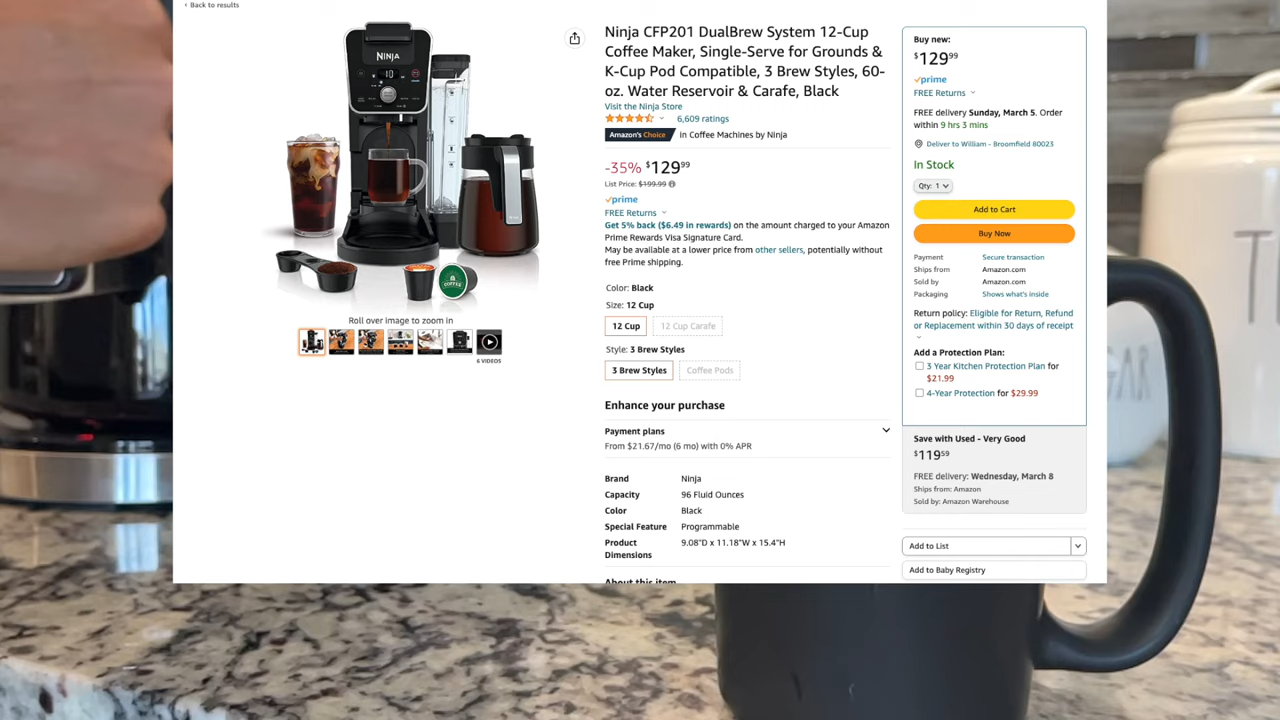 ‹ Back to results
NINJA
Roll over image to zoom in
6 VIDEOS
Ninja CFP201 DualBrew System 12-Cup
Coffee Maker, Single-Serve for Grounds &
K-Cup Pod Compatible, 3 Brew Styles, 60-
oz. Water Reservoir & Carafe, Black
Visit the Ninja Store
6,609 ratings
Amazon's Choice in Coffee Machines by Ninja
-35% $129 99
List Price: $199.99
prime
FREE Returns
Get 5% back ($6.49 in rewards) on the amount charged to your Amazon
Prime Rewards Visa Signature Card.
May be available at a lower price from other sellers, potentially without
free Prime shipping.
Color: Black
Size: 12 Cup
12 Cup 12 Cup Carafe
Style: 3 Brew Styles
3 Brew Styles Coffee Pods
Enhance your purchase
Payment plans
From $21.67/mo (6 mo) with 0% APR
Brand Ninja
Capacity 96 Fluid Ounces
Color Black
Special Feature Programmable
Product Dimensions 9.08"D x 11.18"W x 15.4"H
About this item
Buy new:
$129 99
prime
FREE Returns
FREE delivery Sunday, March 5. Order
within 9 hrs 3 mins
Deliver to William - Broomfield 80023
In Stock
Qty: 1
Add to Cart
Buy Now
Payment Secure transaction
Ships from Amazon.com
Sold by Amazon.com
Packaging Shows what's inside
Return policy: Eligible for Return, Refund
or Replacement within 30 days of receipt
Add a Protection Plan:
3 Year Kitchen Protection Plan for
$21.99
4-Year Protection for $29.99
Save with Used - Very Good
$119 59
FREE delivery: Wednesday, March 8
Ships from: Amazon
Sold by: Amazon Warehouse
Add to List
Add to Baby Registry